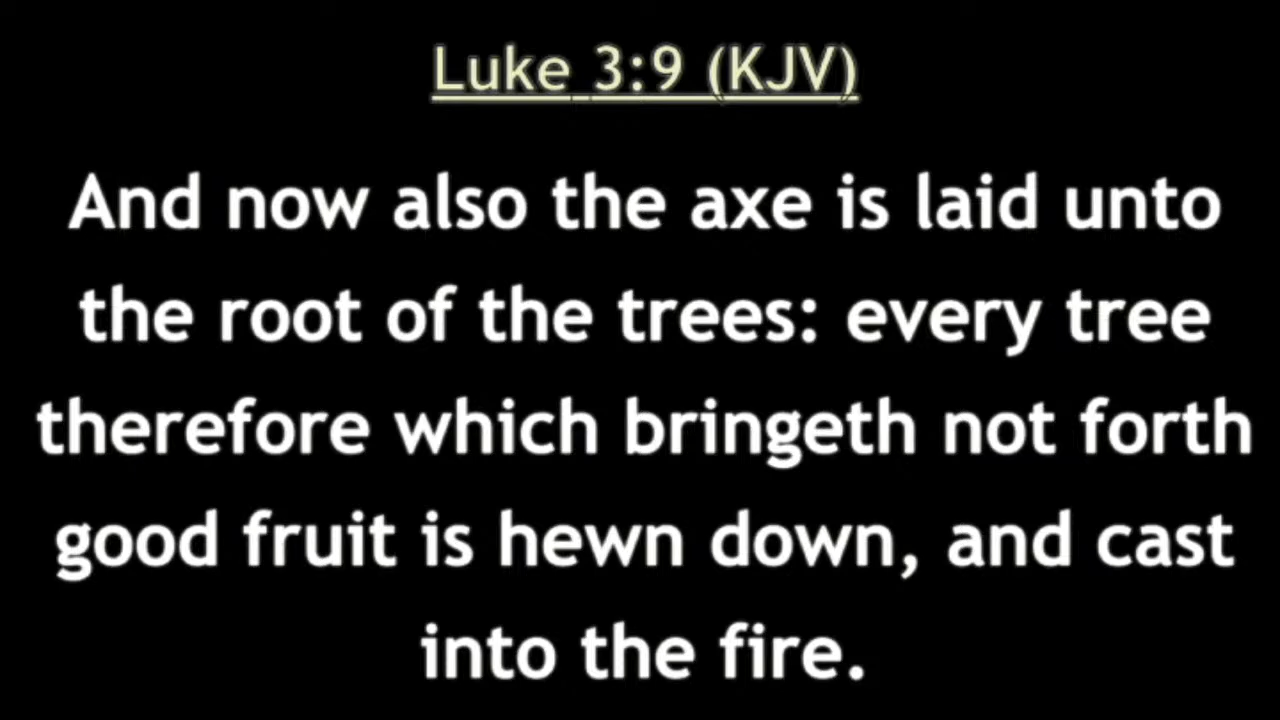 Luke 3:9 (KJV)
And now also the axe is laid unto
the root of the trees: every tree
therefore which bringeth not forth
good fruit is hewn down, and cast
into the fire.